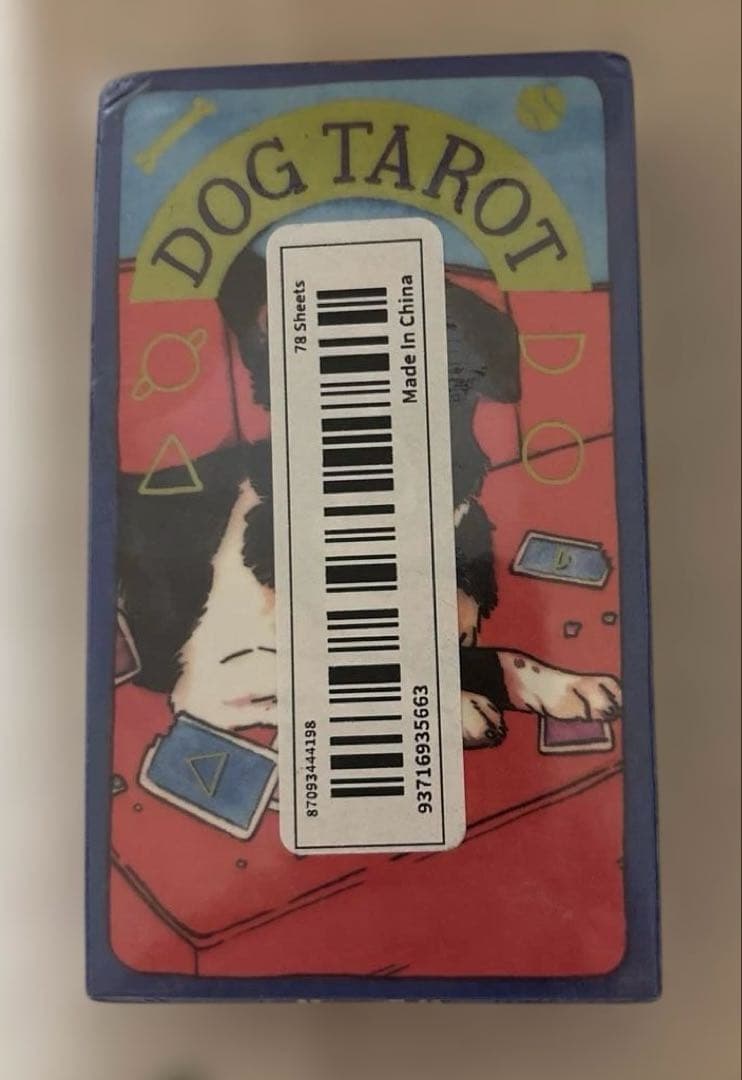 DOG TAROT
78 Sheets
Made In China
87093444198
93716935663